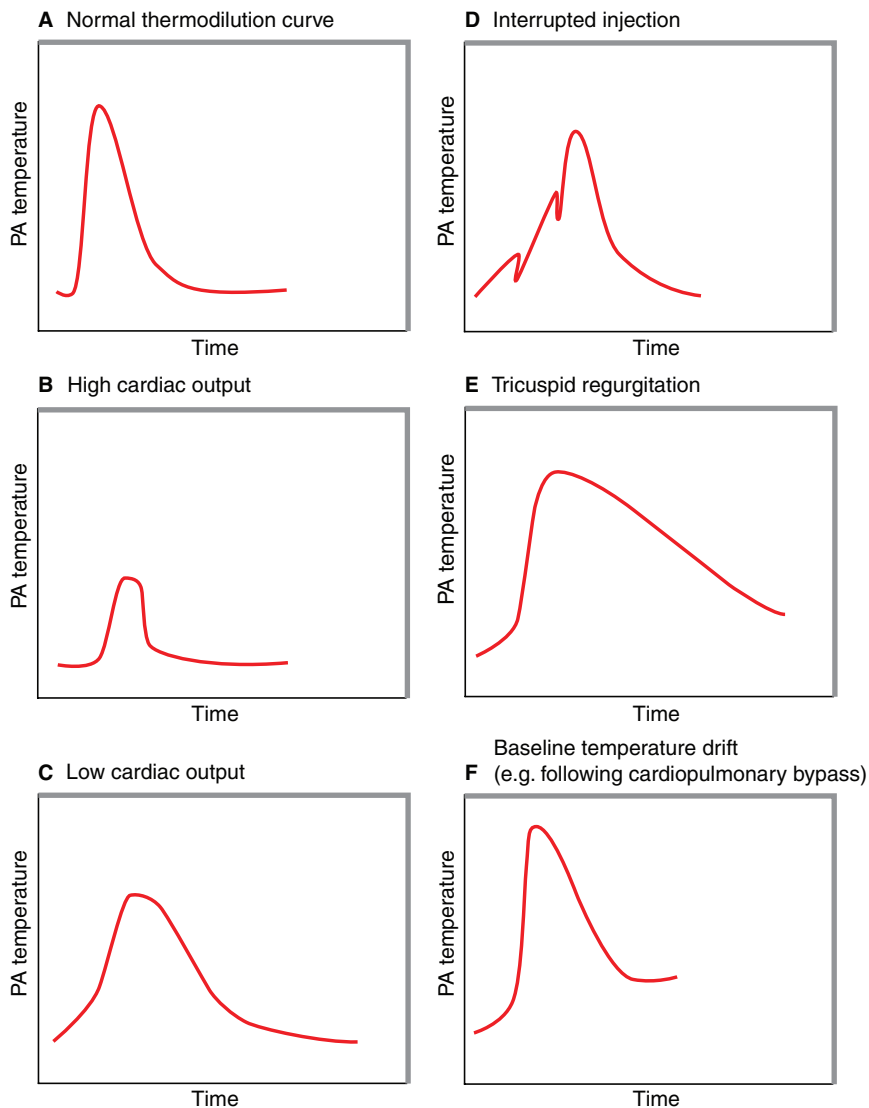 A Normal thermodilution curve
PA temperature
Time
B High cardiac output
PA temperature
Time
C Low cardiac output
PA temperature
Time
D Interrupted injection
PA temperature
Time
E Tricuspid regurgitation
PA temperature
Time
Baseline temperature drift
F (e.g. following cardiopulmonary bypass)
PA temperature
Time